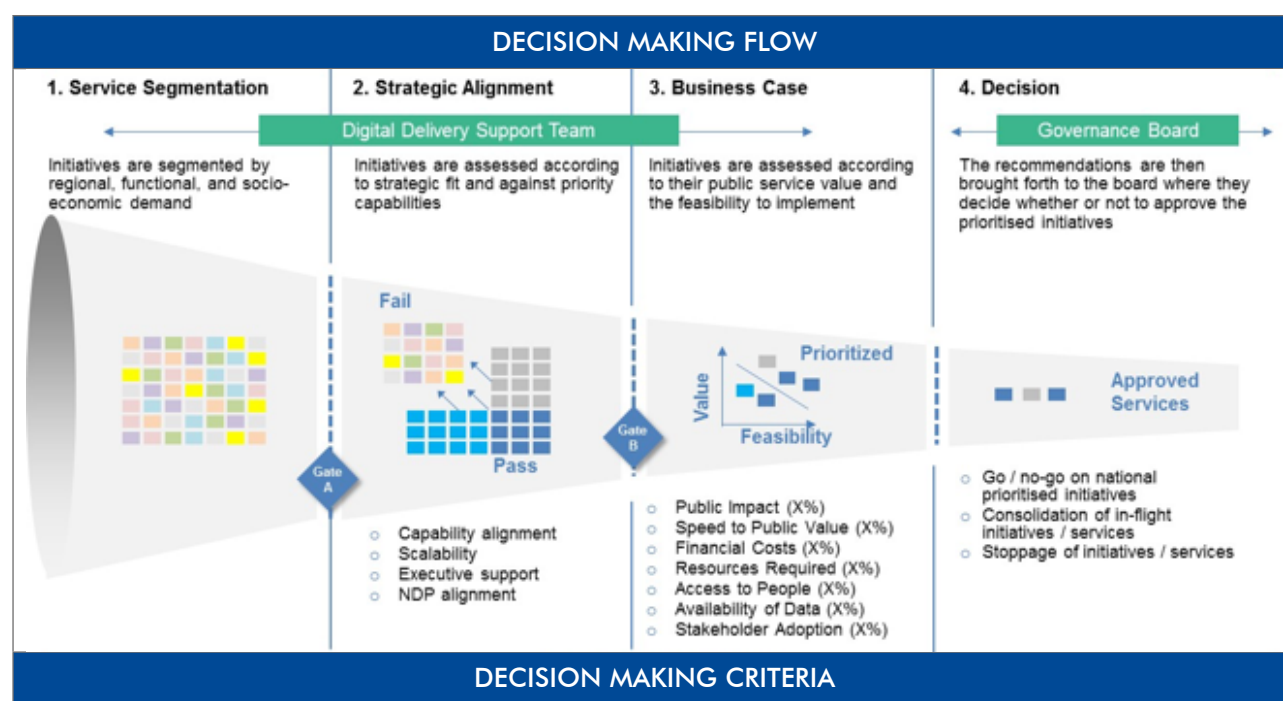 DECISION MAKING FLOW
1. Service Segmentation
2. Strategic Alignment
3. Business Case
4. Decision
Digital Delivery Support Team
Governance Board
Initiatives are segmented by
regional, functional, and socio-
economic demand
Initiatives are assessed according
to strategic fit and against priority
capabilities
Initiatives are assessed according
to their public service value and
the feasibility to implement
The recommendations are then
brought forth to the board where they
decide whether or not to approve the
prioritised initiatives
Fail
Pass
Gate
A
Gate
B
Value
Prioritized
Feasibility
Approved
Services
○ Capability alignment
○ Scalability
○ Executive support
○ NDP alignment
○ Public Impact (X%)
○ Speed to Public Value (X%)
○ Financial Costs (X%)
○ Resources Required (X%)
○ Access to People (X%)
○ Availability of Data (X%)
○ Stakeholder Adoption (X%)
○ Go / no-go on national
prioritised initiatives
○ Consolidation of in-flight
initiatives / services
○ Stoppage of initiatives / services
DECISION MAKING CRITERIA